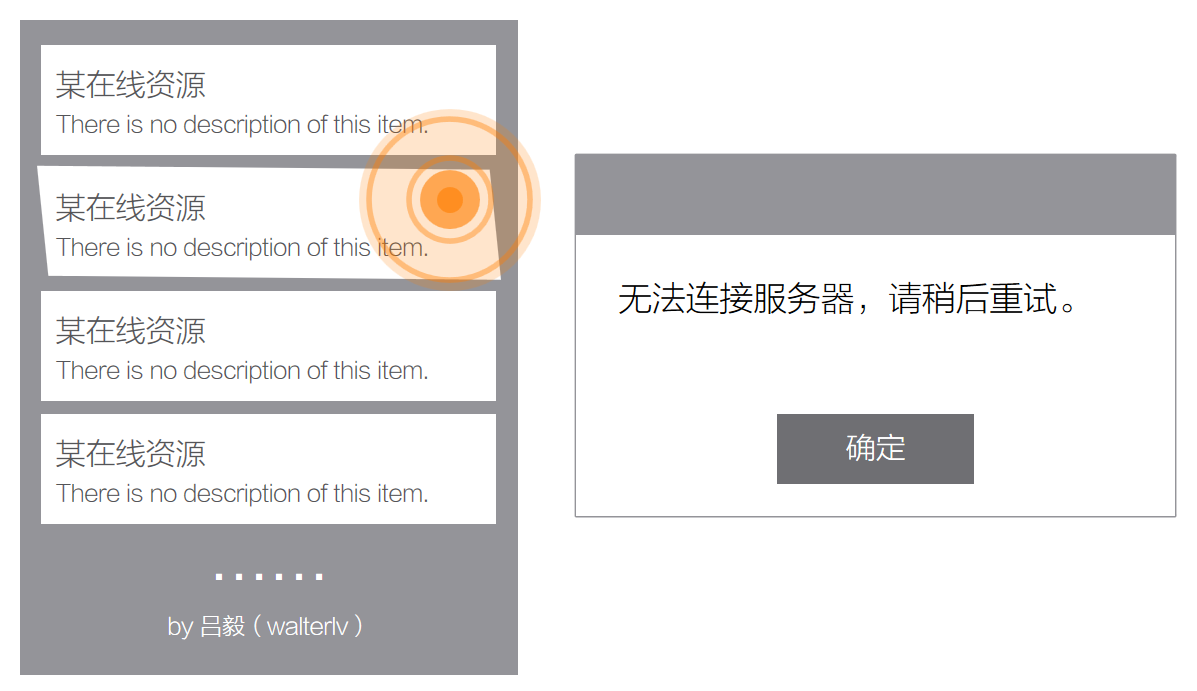 某在线资源
There is no description of this item.
某在线资源
There is no description of this item.
某在线资源
There is no description of this item.
某在线资源
There is no description of this item.
······
by 吕毅（walterlv）
无法连接服务器，请稍后重试。
确定